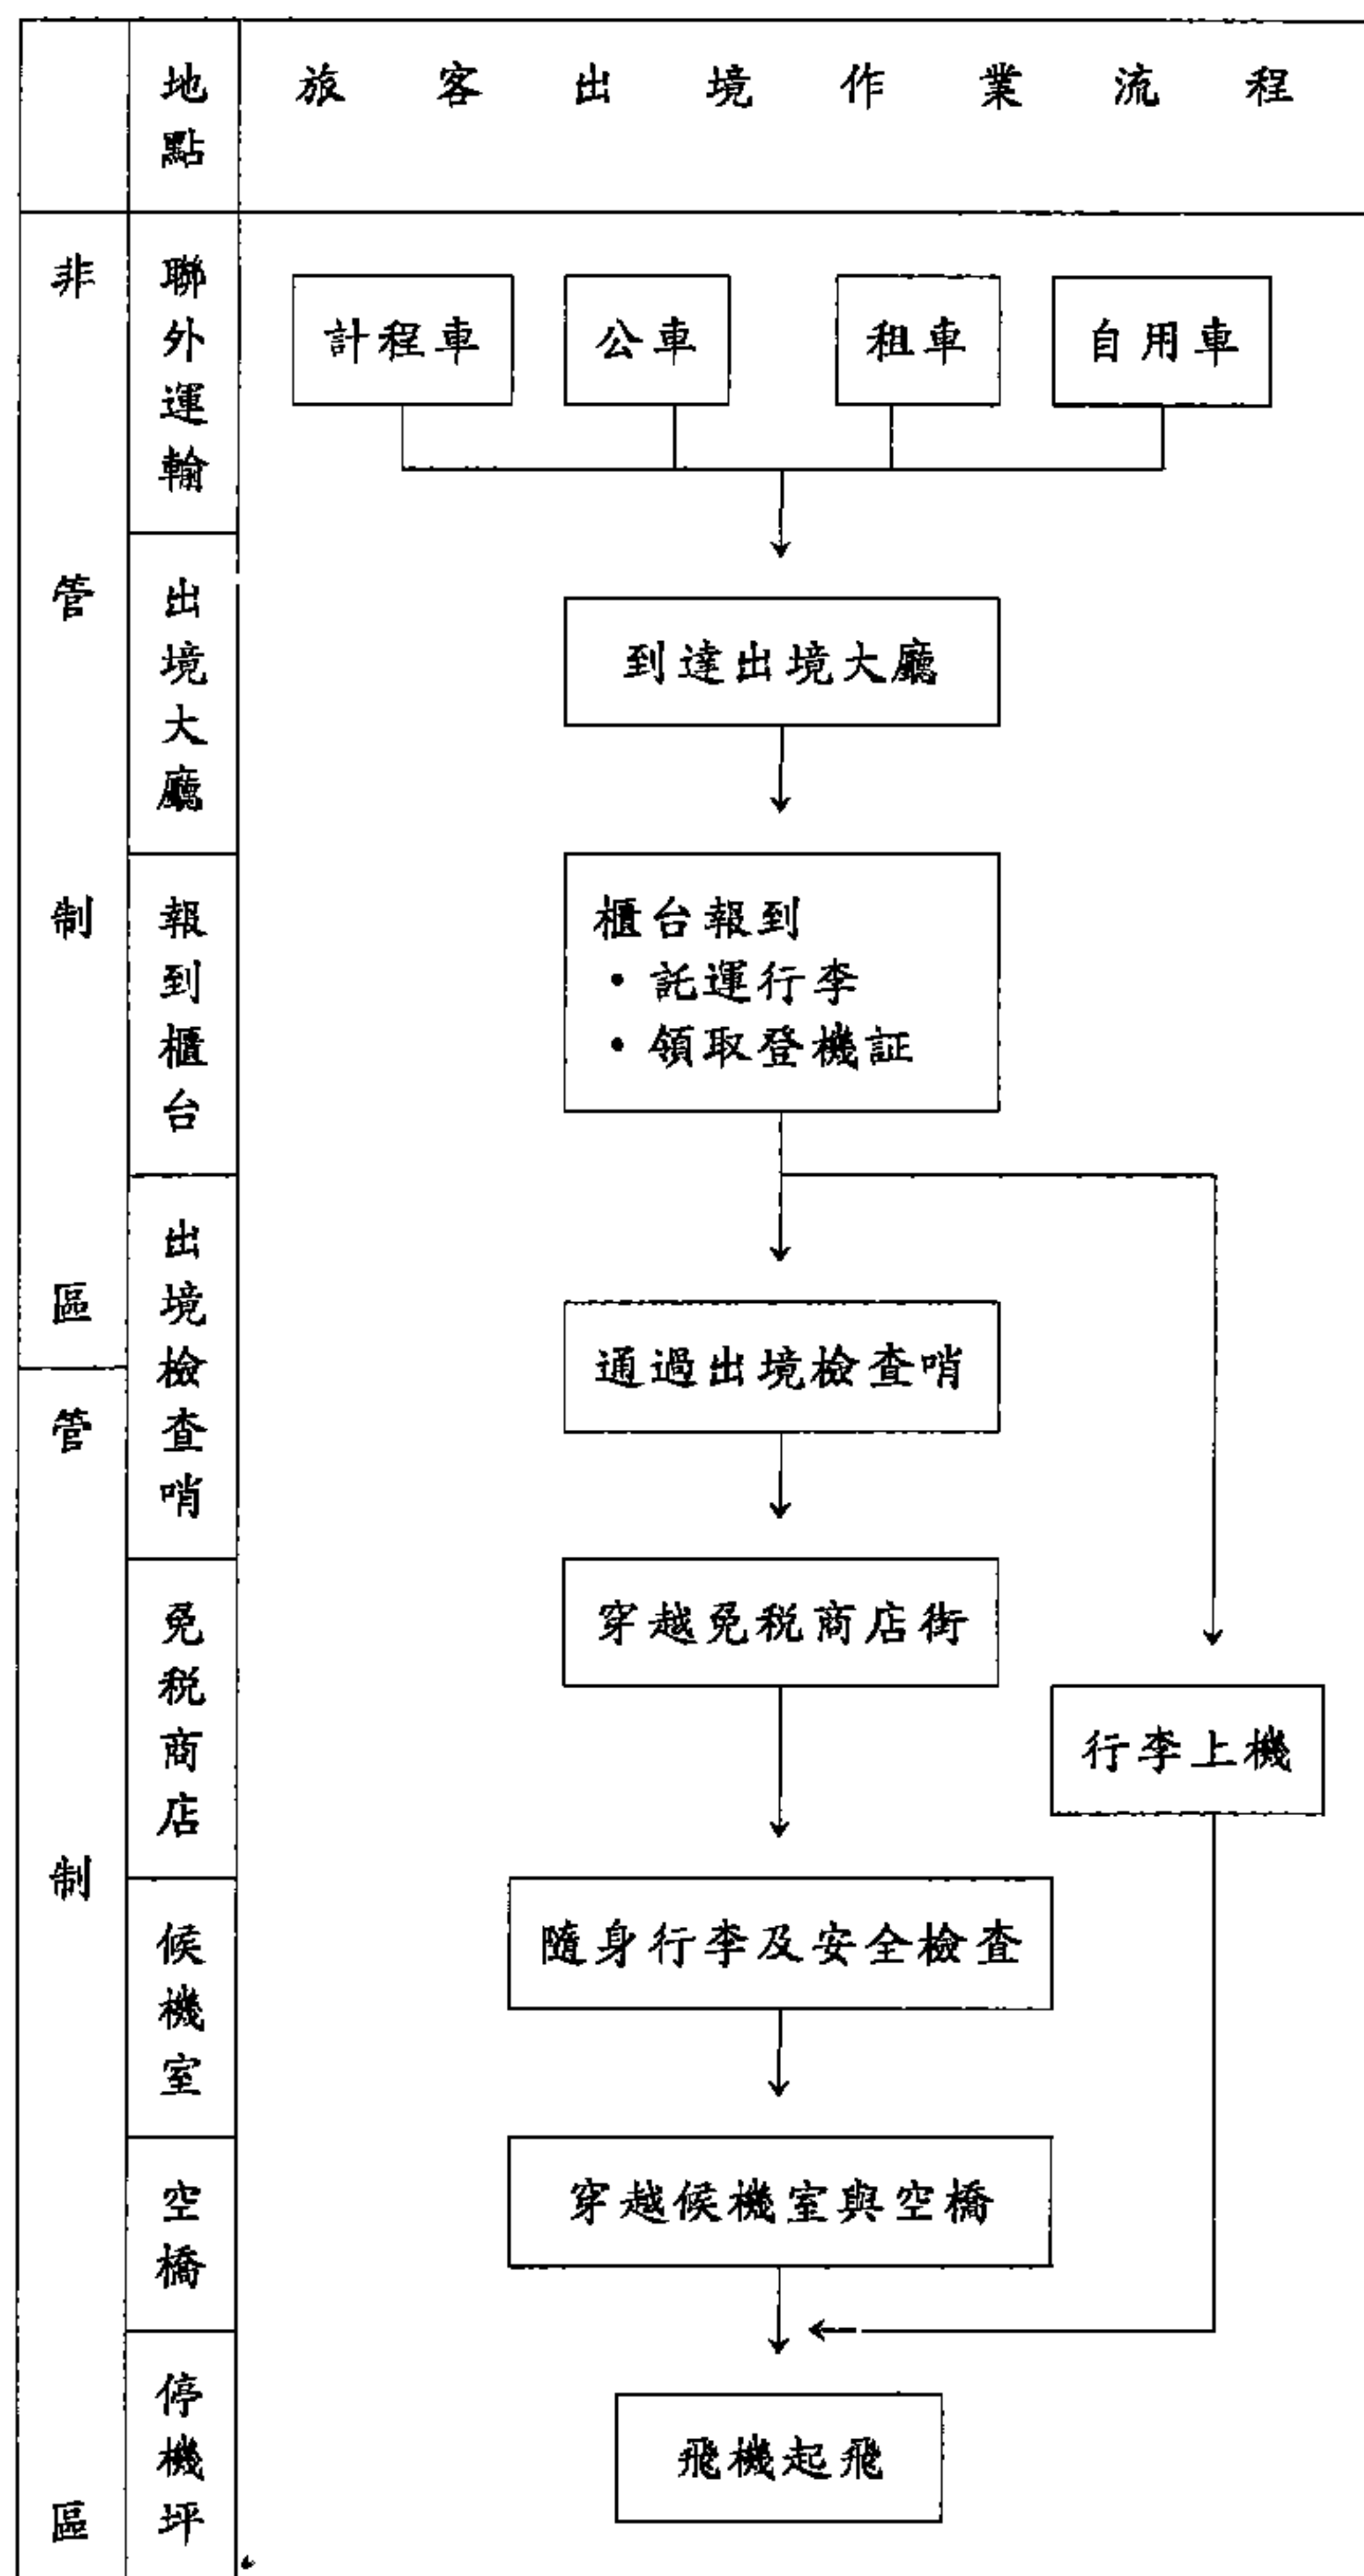 地點
旅客出境作業流程
非管制區
管制區
聯外運輸
計程車
公車
租車
自用車
出境大廳
到達出境大廳
報到櫃台
櫃台報到
・託運行李
・領取登機証
出境檢查哨
通過出境檢查哨
免稅商店
穿越免稅商店街
行李上機
候機室
隨身行李及安全檢查
空橋
穿越候機室與空橋
停機坪
飛機起飛